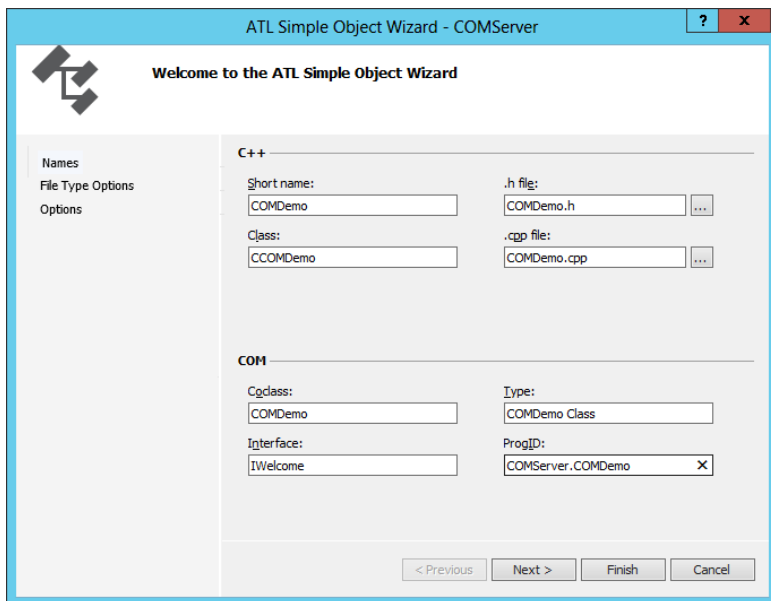 ATL Simple Object Wizard - COMServer
?
x
Welcome to the ATL Simple Object Wizard
Names
File Type Options
Options
C++
Short name:
COMDemo
.h file:
COMDemo.h
...
Class:
CCOMDemo
.cpp file:
COMDemo.cpp
...
COM
Coclass:
COMDemo
Type:
COMDemo Class
Interface:
IWelcome
ProgID:
COMServer.COMDemo
✕
< Previous
Next >
Finish
Cancel